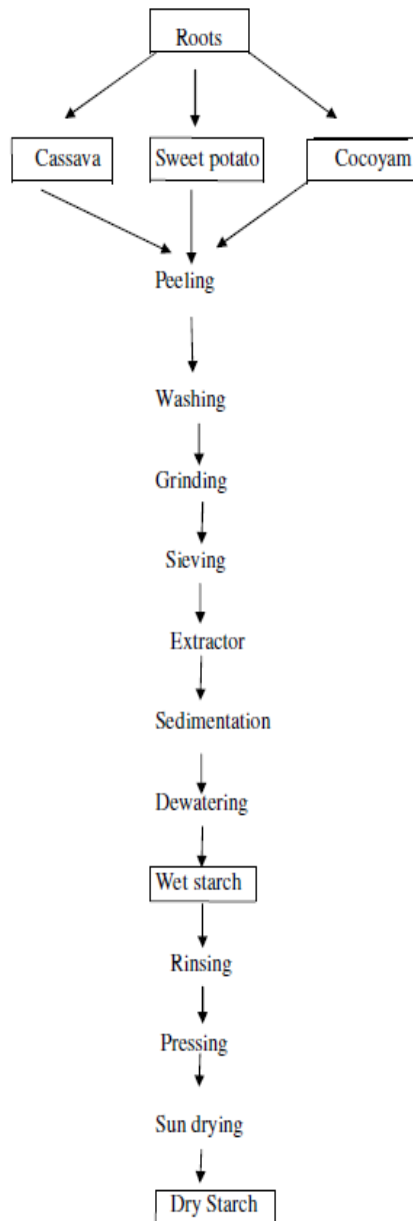 Roots
Cassava
Sweet potato
Cocoyam
Peeling
Washing
Grinding
Sieving
Extractor
Sedimentation
Dewatering
Wet starch
Rinsing
Pressing
Sun drying
Dry Starch